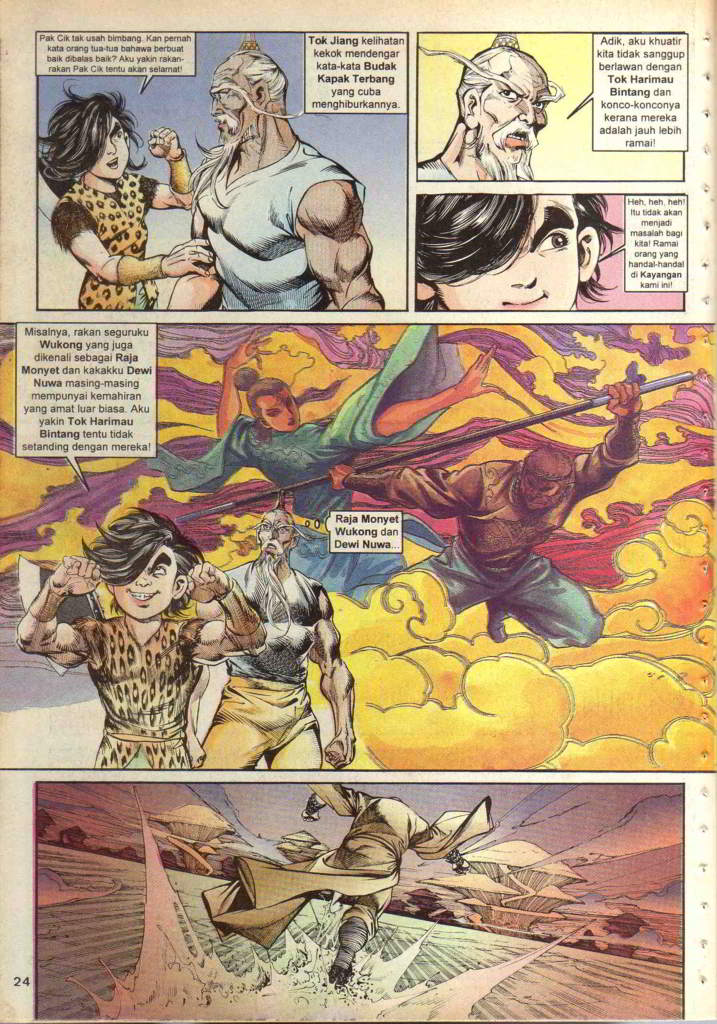 Pak Cik tak usah bimbang. Kan pernah
kata orang tua-tua bahawa berbuat
baik dibalas baik? Aku yakin rakan-
rakan Pak Cik tentu akan selamat!
Tok Jiang kelihatan
kekok mendengar
kata-kata Budak
Kapak Terbang
yang cuba
menghiburkannya.
Adik, aku khuatir
kita tidak sanggup
berlawan dengan
Tok Harimau
Bintang dan
konco-konconya
kerana mereka
adalah jauh lebih
ramai!
Heh, heh, heh!
Itu tidak akan
menjadi
masalah bagi
kita! Ramai
orang yang
handal-handal
di Kayangan
kami ini!
Misalnya, rakan seguruku
Wukong yang juga
dikenali sebagai Raja
Monyet dan kakakku Dewi
Nuwa masing-masing
mempunyai kemahiran
yang amat luar biasa. Aku
yakin Tok Harimau
Bintang tentu tidak
setanding dengan mereka!
Raja Monyet
Wukong dan
Dewi Nuwa...
24